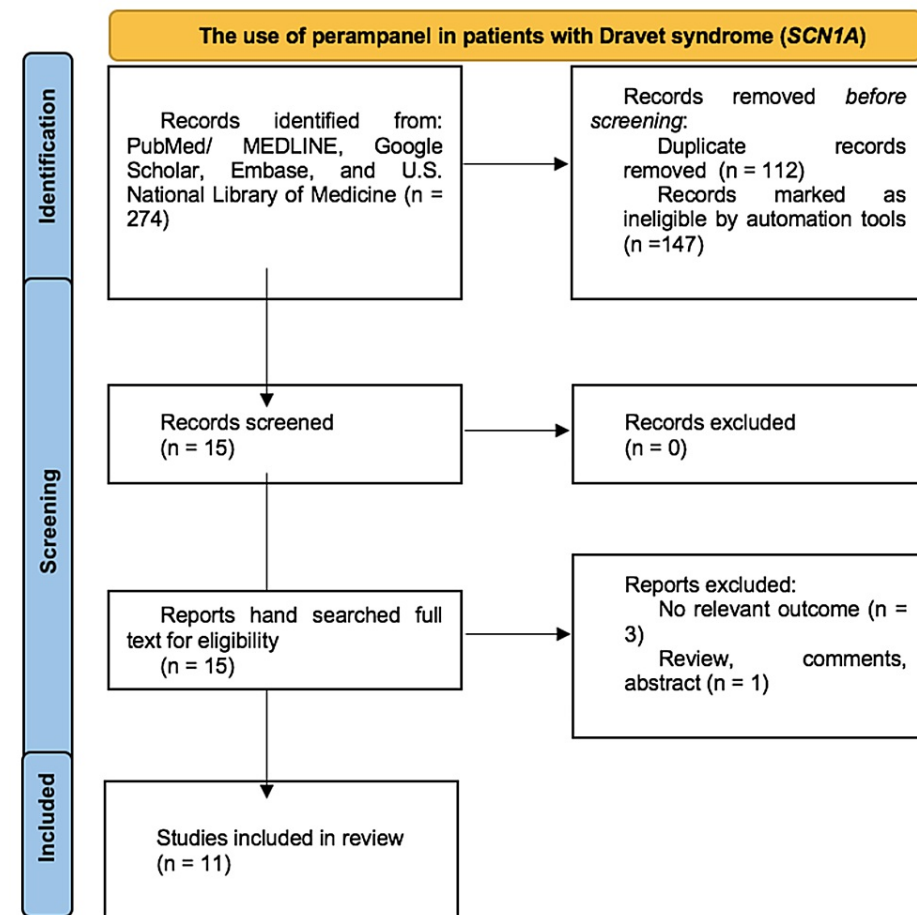 The use of perampanel in patients with Dravet syndrome (SCN1A)
Identification
Records identified from:
PubMed/ MEDLINE, Google
Scholar, Embase, and U.S.
National Library of Medicine (n =
274)
Records removed before
screening:
Duplicate records
removed (n = 112)
Records marked as
ineligible by automation tools
(n =147)
Screening
Records screened
(n = 15)
Records excluded
(n = 0)
Reports hand searched full
text for eligibility
(n = 15)
Reports excluded:
No relevant outcome (n =
3)
Review, comments,
abstract (n = 1)
Included
Studies included in review
(n = 11)